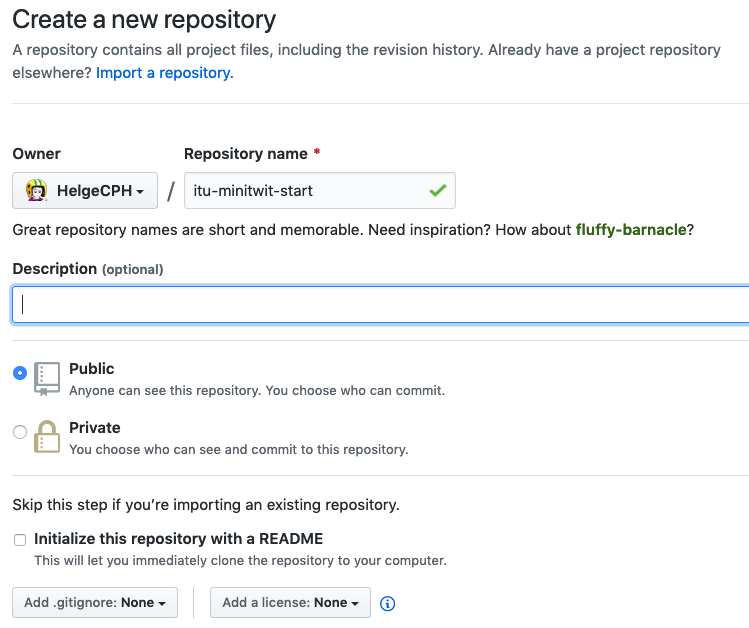 Create a new repository
A repository contains all project files, including the revision history. Already have a project repository
elsewhere? Import a repository.
Owner
Repository name *
HelgeCPH
/
itu-minitwit-start
Great repository names are short and memorable. Need inspiration? How about fluffy-barnacle?
Description (optional)
Public
Anyone can see this repository. You choose who can commit.
Private
You choose who can see and commit to this repository.
Skip this step if you’re importing an existing repository.
Initialize this repository with a README
This will let you immediately clone the repository to your computer.
Add .gitignore: None
Add a license: None